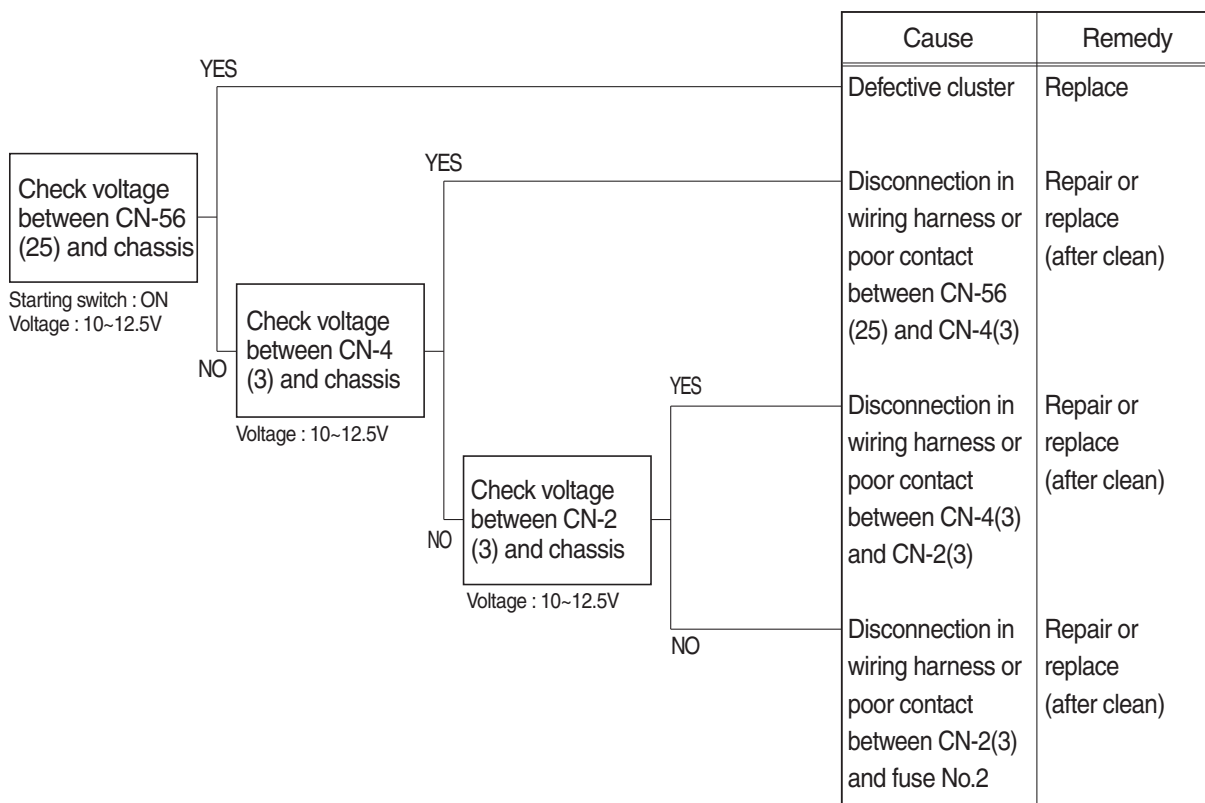 Cause
Remedy
YES
Defective cluster
Replace
Check voltage
between CN-56
(25) and chassis
Starting switch : ON
Voltage : 10~12.5V
YES
Disconnection in
wiring harness or
poor contact
between CN-56
(25) and CN-4(3)
Repair or
replace
(after clean)
NO
Check voltage
between CN-4
(3) and chassis
Voltage : 10~12.5V
YES
Disconnection in
wiring harness or
poor contact
between CN-4(3)
and CN-2(3)
Repair or
replace
(after clean)
NO
Check voltage
between CN-2
(3) and chassis
Voltage : 10~12.5V
NO
Disconnection in
wiring harness or
poor contact
between CN-2(3)
and fuse No.2
Repair or
replace
(after clean)